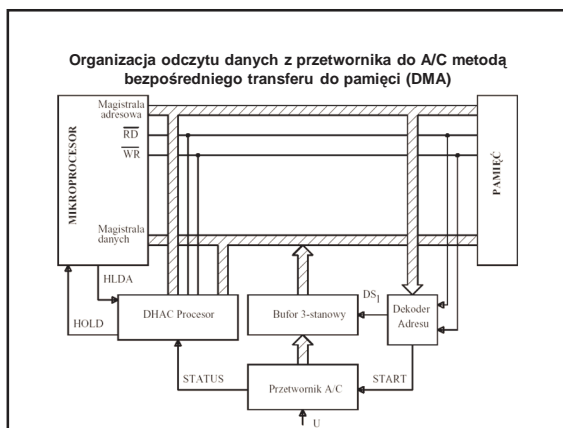 Organizacja odczytu danych z przetwornika do A/C metodą
bezpośredniego transferu do pamięci (DMA)
MIKROPROCESOR
Magistrala
adresowa
RD
WR
Magistrala
danych
PAMIĘĆ
HLDA
HOLD
DHAC Procesor
Bufor 3-stanowy
DS1
Dekoder
Adresu
STATUS
Przetwornik A/C
START
U